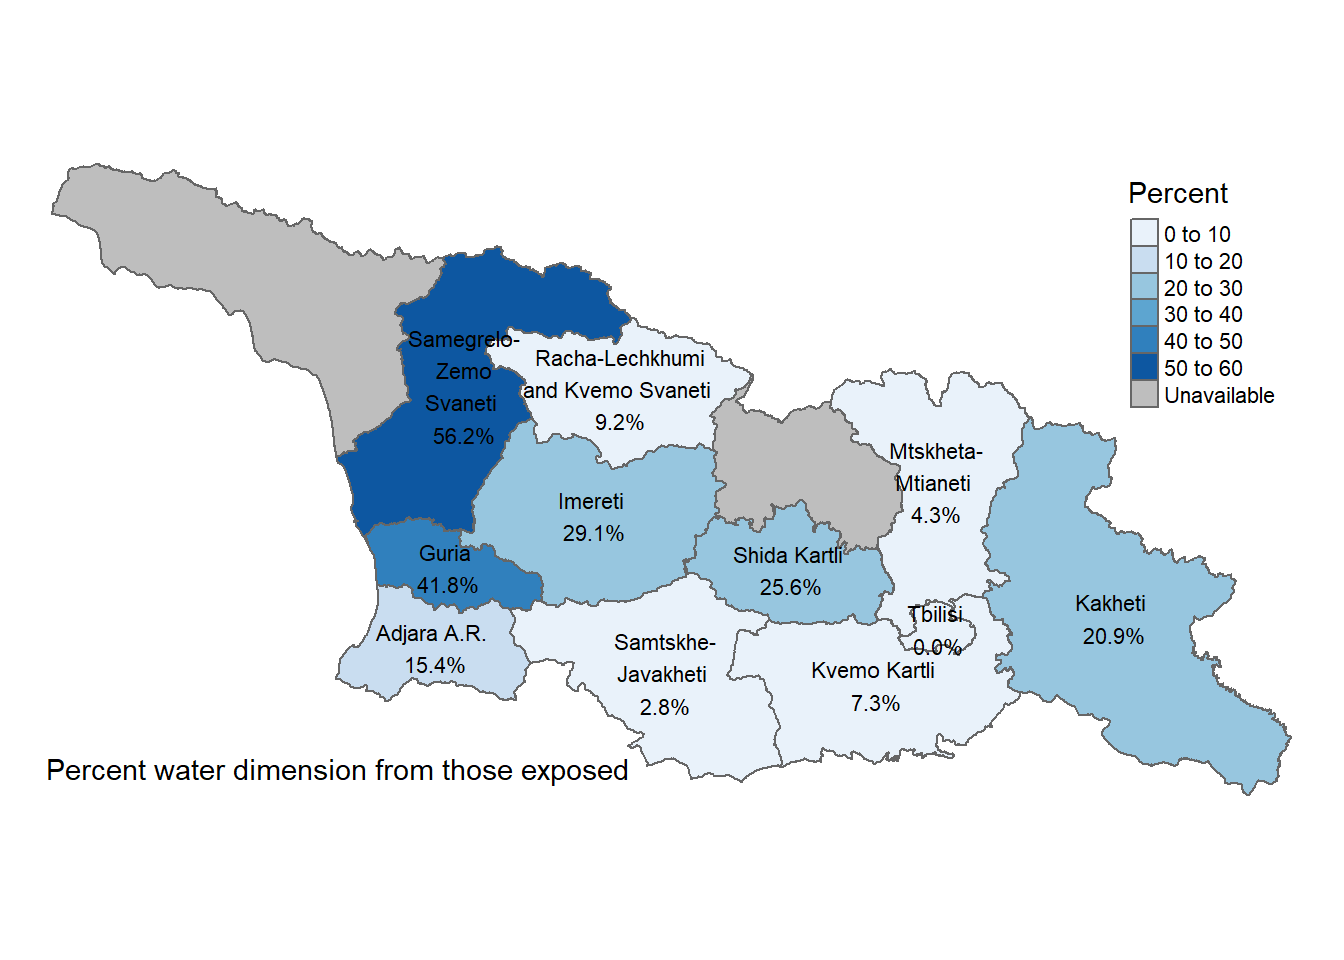 Percent
0 to 10
10 to 20
20 to 30
30 to 40
40 to 50
50 to 60
Unavailable
Samegrelo-
Zemo
Svaneti
56.2%
Racha-Lechkhumi
and Kvemo Svaneti
9.2%
Mtskheta-
Mtianeti
4.3%
Imereti
29.1%
Guria
41.8%
Shida Kartli
25.6%
Kakheti
20.9%
Tbilisi
0.0%
Adjara A.R.
15.4%
Samtskhe-
Javakheti
2.8%
Kvemo Kartli
7.3%
Percent water dimension from those exposed